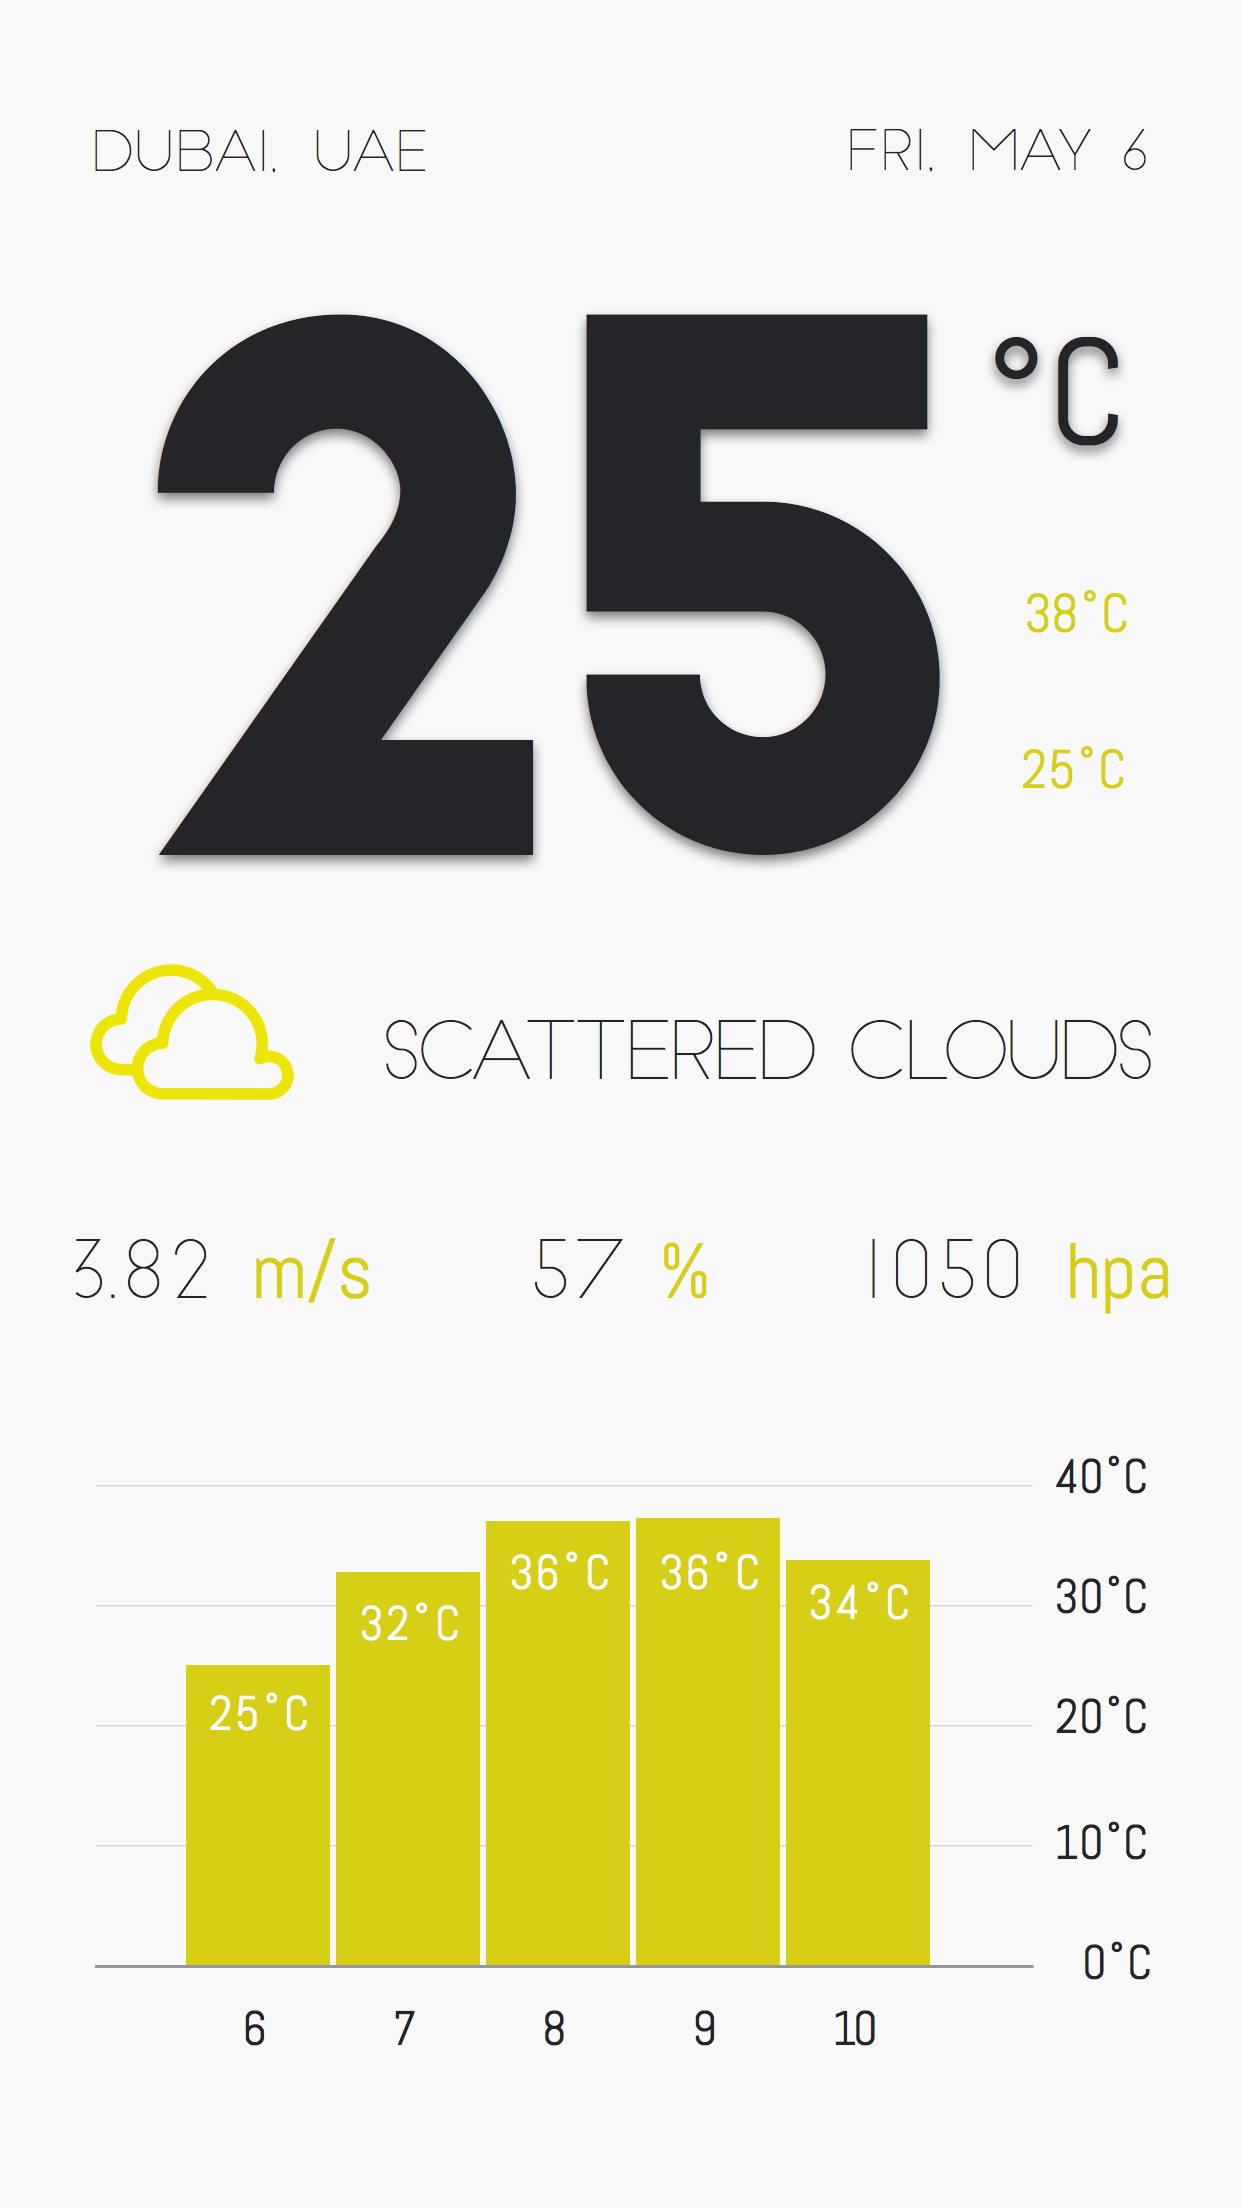 DUBAI, UAE FRI, MAY 6
25 °C
38°C
25°C
SCATTERED CLOUDS
3.82 m/s 57 % 1050 hpa
40°C
36°C 36°C
32°C 34°C 30°C
25°C 20°C
10°C
0°C
6 7 8 9 10